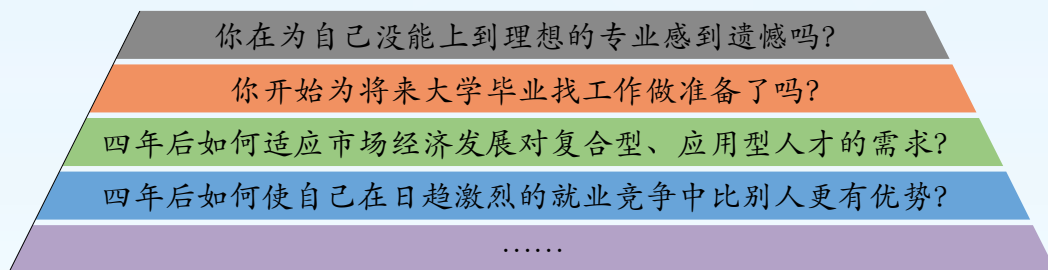 你在为自己没能上到理想的专业感到遗憾吗?
你开始为将来大学毕业找工作做准备了吗?
四年后如何适应市场经济发展对复合型、应用型人才的需求?
四年后如何使自己在日趋激烈的就业竞争中比别人更有优势?
……